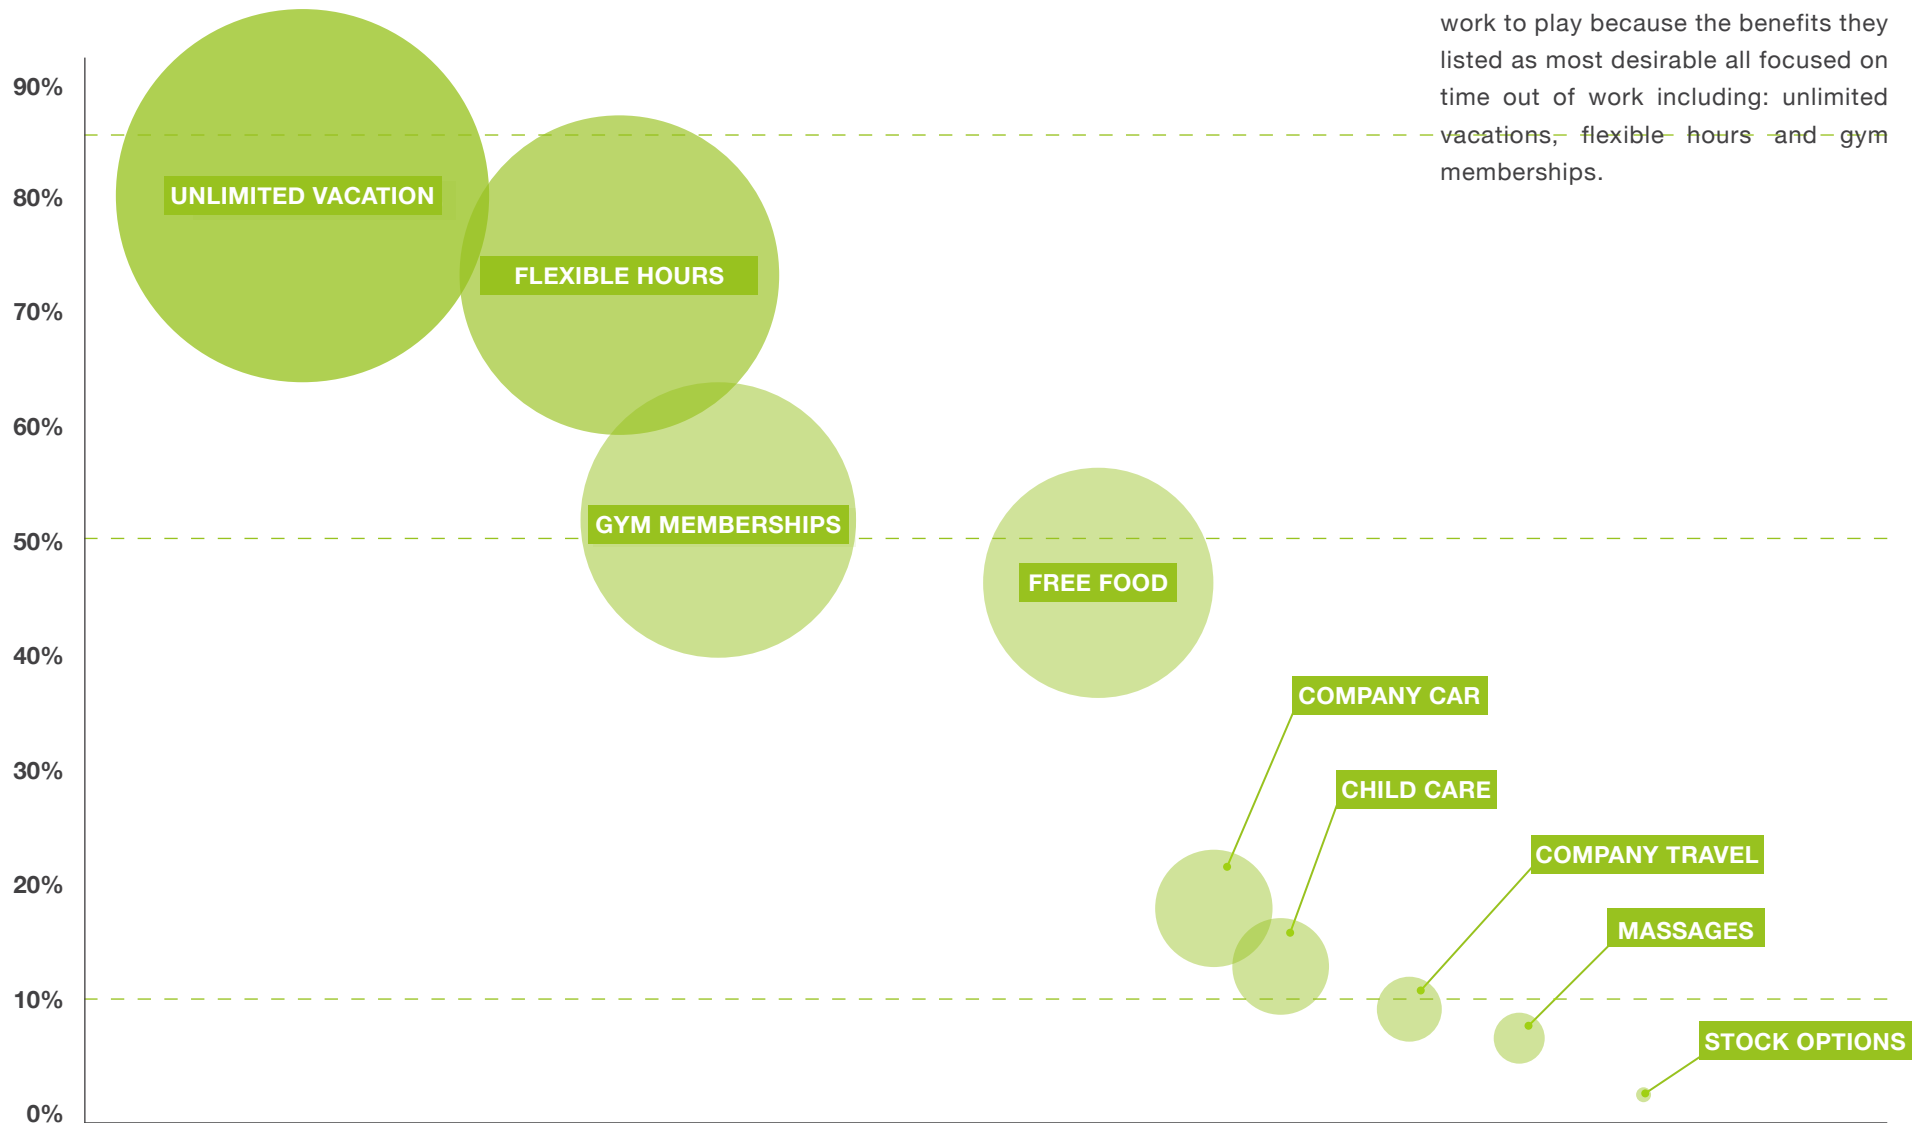 work to play because the benefits they
listed as most desirable all focused on
time out of work including: unlimited
vacations, flexible hours and gym
memberships.
90%
80%
70%
60%
50%
40%
30%
20%
10%
0%
UNLIMITED VACATION
FLEXIBLE HOURS
GYM MEMBERSHIPS
FREE FOOD
COMPANY CAR
CHILD CARE
COMPANY TRAVEL
MASSAGES
STOCK OPTIONS